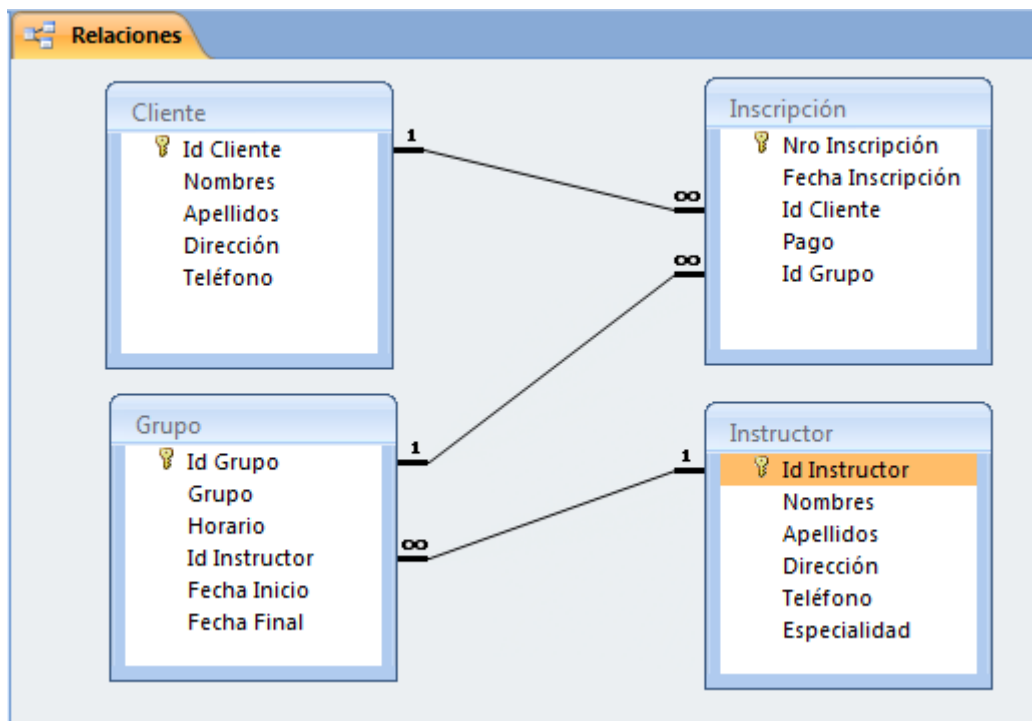 Relaciones
Cliente
Id Cliente
Nombres
Apellidos
Dirección
Teléfono
1
∞
Inscripción
Nro Inscripción
Fecha Inscripción
Id Cliente
Pago
Id Grupo
∞
1
Grupo
Id Grupo
Grupo
Horario
Id Instructor
Fecha Inicio
Fecha Final
∞
1
Instructor
Id Instructor
Nombres
Apellidos
Dirección
Teléfono
Especialidad